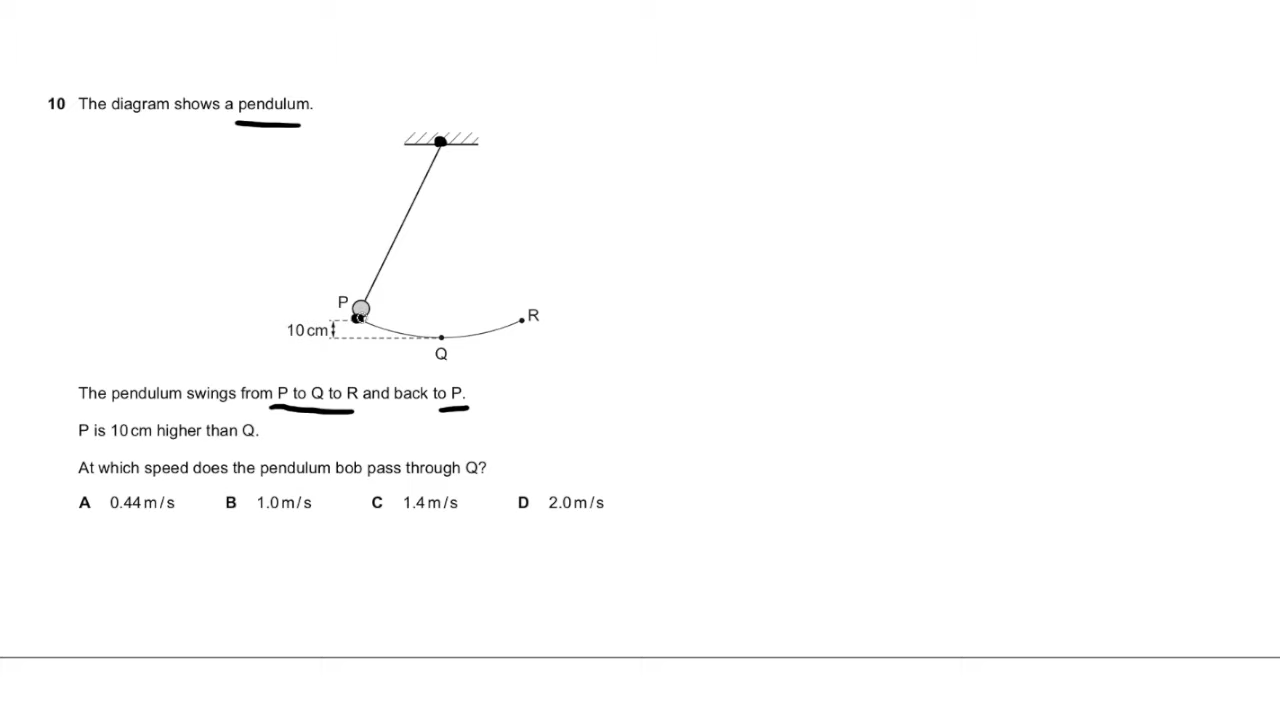 10 The diagram shows a pendulum.
P
10 cm
R
Q
The pendulum swings from P to Q to R and back to P.
P is 10 cm higher than Q.
At which speed does the pendulum bob pass through Q?
A 0.44 m / s B 1.0 m / s C 1.4 m / s D 2.0 m / s